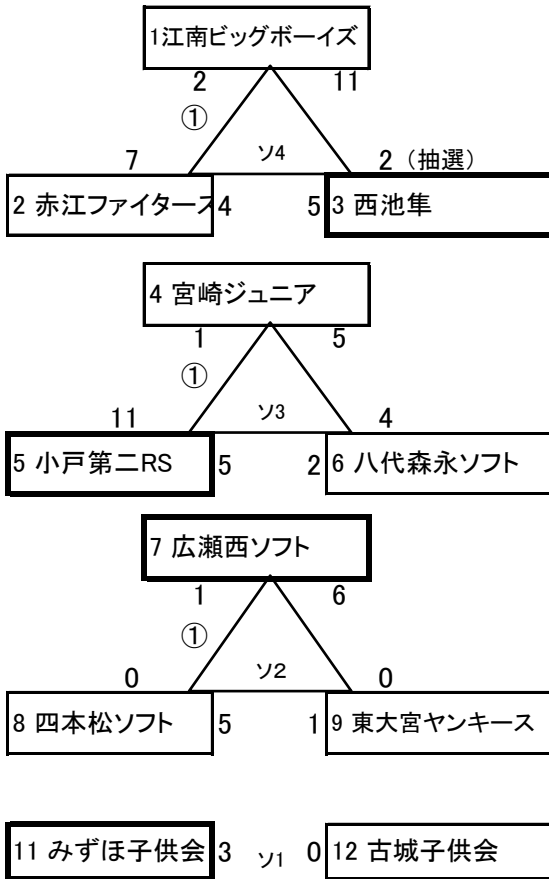 1江南ビッグボーイズ
2 11
①
7 ソ4 2（抽選）
2 赤江ファイターズ 4 5 3 西池隼
4 宮崎ジュニア
1 5
①
11 ソ3 4
5 小戸第二RS 5 2 6 八代森永ソフト
7 広瀬西ソフト
1 6
①
0 ソ2 0
8 四本松ソフト 5 1 9 東大宮ヤンキース
11 みずほ子供会 3 ソ1 0 12 古城子供会